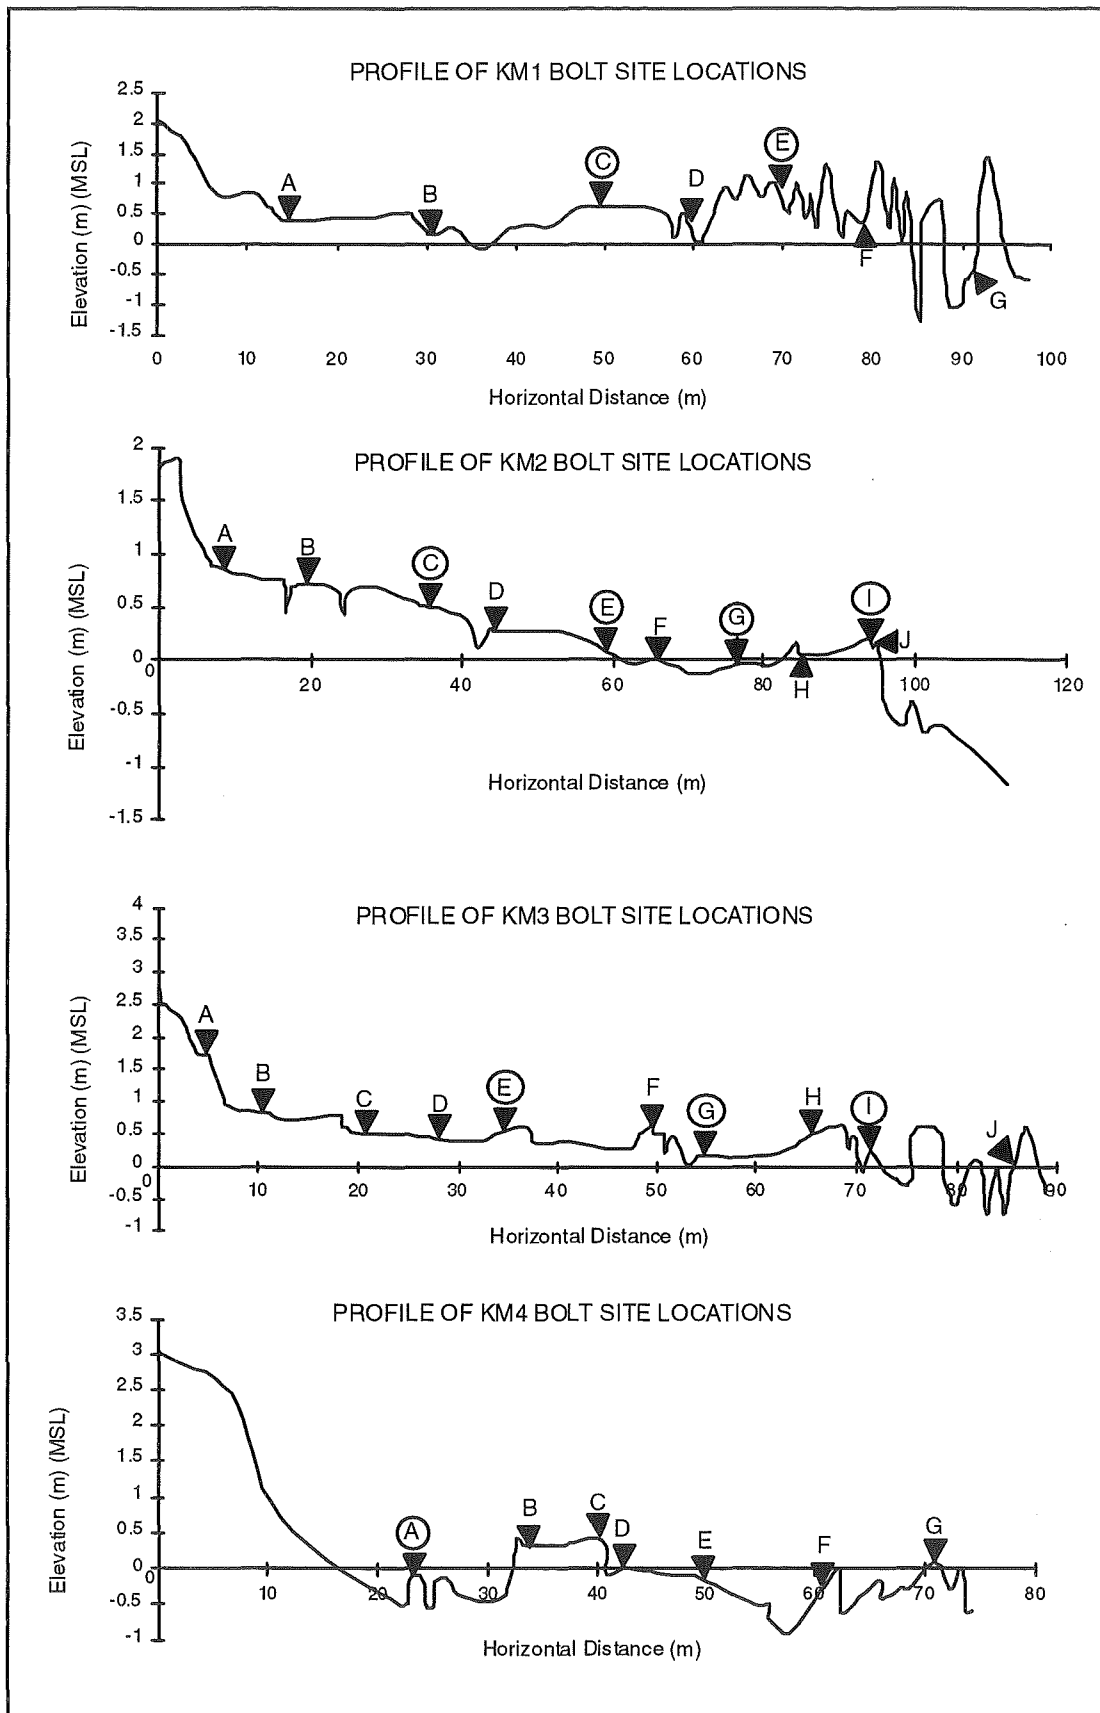 PROFILE OF KM1 BOLT SITE LOCATIONS
Elevation (m) (MSL)
2.5
2
1.5
1
0.5
0
-0.5
-1
-1.5
A
B
C
D
E
F
G
0 10 20 30 40 50 60 70 80 90 100
Horizontal Distance (m)
PROFILE OF KM2 BOLT SITE LOCATIONS
Elevation (m) (MSL)
2
1.5
1
0.5
0
-0.5
-1
-1.5
A
B
C
D
E
F
G
H
I
J
0 20 40 60 80 100 120
Horizontal Distance (m)
PROFILE OF KM3 BOLT SITE LOCATIONS
Elevation (m) (MSL)
4
3.5
3
2.5
2
1.5
1
0.5
0
-0.5
-1
A
B
C
D
E
F
G
H
I
J
0 10 20 30 40 50 60 70 80 90
Horizontal Distance (m)
PROFILE OF KM4 BOLT SITE LOCATIONS
Elevation (m) (MSL)
3.5
3
2.5
2
1.5
1
0.5
0
-0.5
-1
A
B
C
D
E
F
G
0 10 20 30 40 50 60 70 80
Horizontal Distance (m)